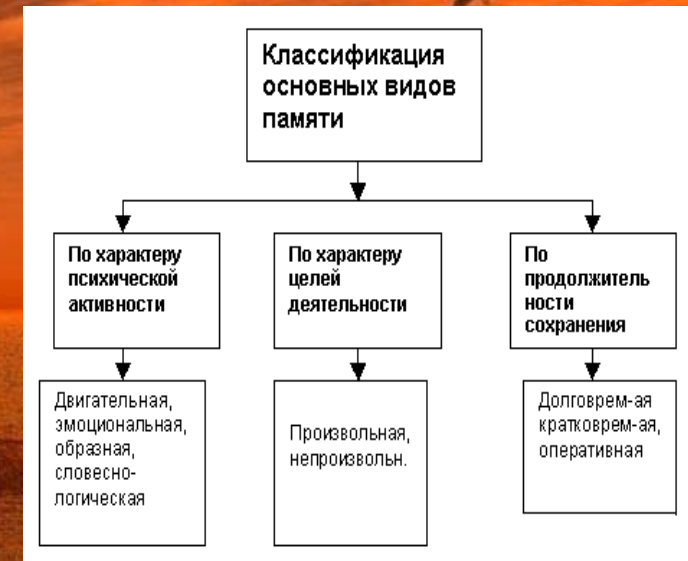 Классификация
основных видов
памяти
По характеру
психической
активности
По характеру
целей
деятельности
По
продолжитель
ности
сохранения
Двигательная,
эмоциональная,
образная,
словесно-
логическая
Произвольная,
непроизвольн.
Долговрем-ая
кратковрем-ая,
оперативная